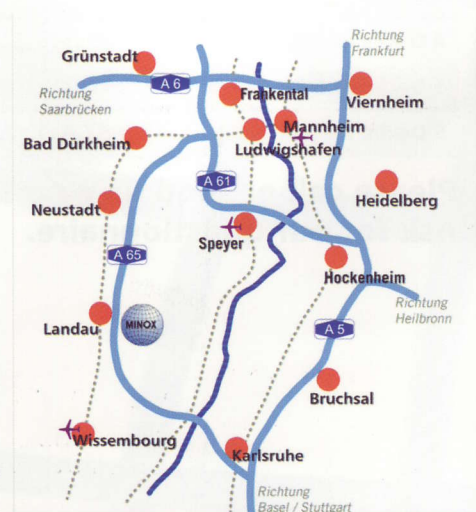 Richtung
Frankfurt
Grünstadt
A 6
Richtung
Saarbrücken
Frankental
Viernheim
Mannheim
Bad Dürkheim
Ludwigshafen
A 61
Heidelberg
Neustadt
Speyer
A 65
Hockenheim
Richtung
Heilbronn
Landau
MINOX
A 5
Bruchsal
Wissembourg
Karlsruhe
Richtung
Basel / Stuttgart